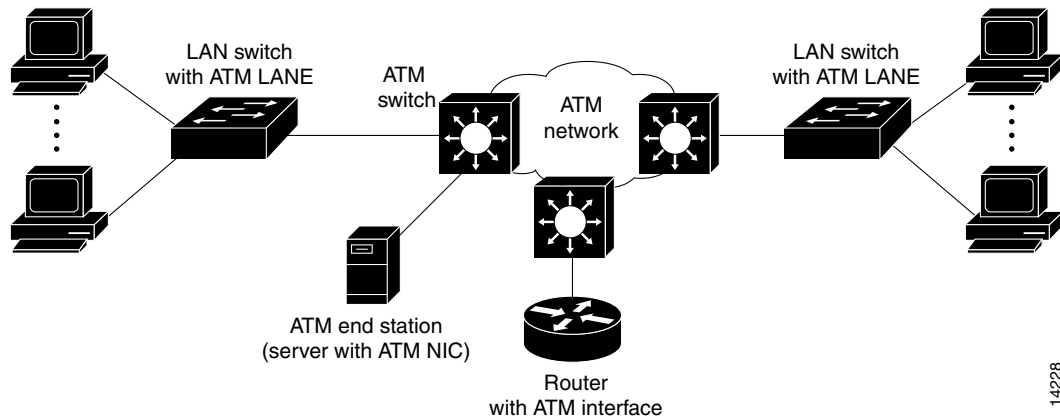 LAN switch
with ATM LANE
ATM
switch
ATM
network
LAN switch
with ATM LANE
ATM end station
(server with ATM NIC)
Router
with ATM interface
14228